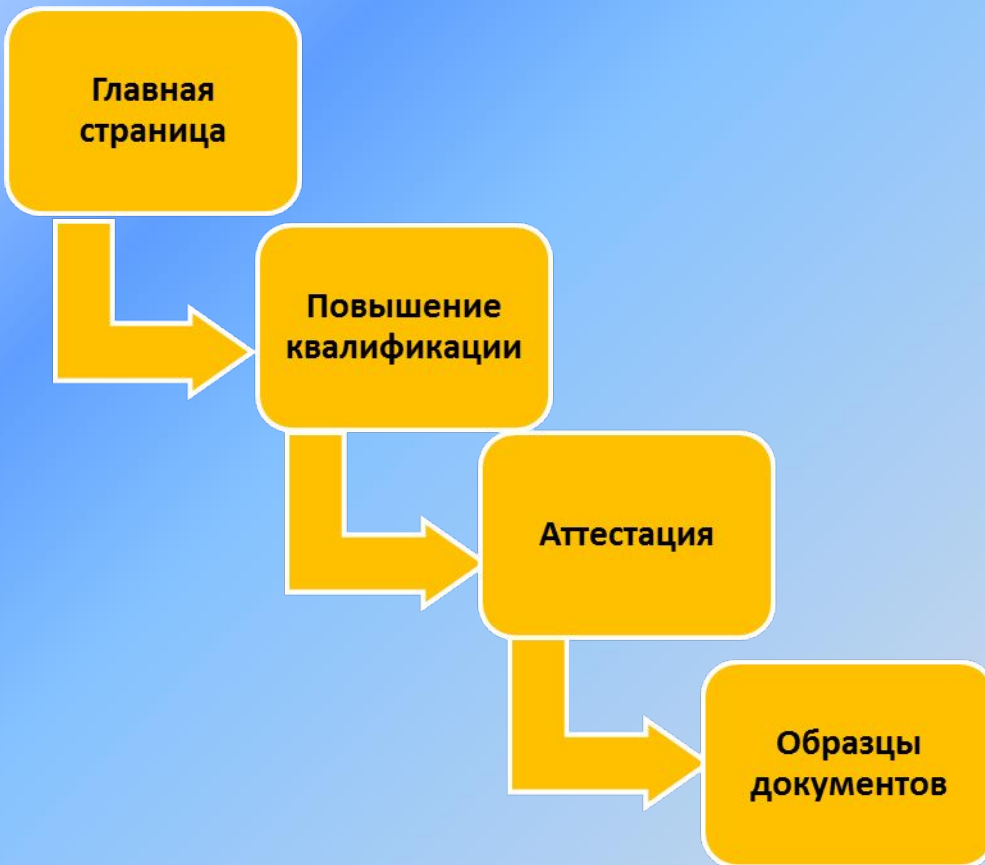 Главная
страница
Повышение
квалификации
Аттестация
Образцы
документов